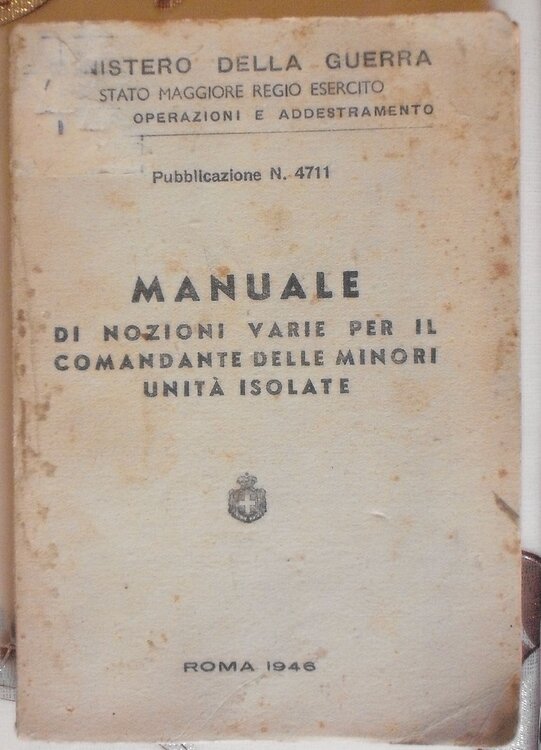 NISTERO DELLA GUERRA
STATO MAGGIORE REGIO ESERCITO
OPERAZIONI E ADDESTRAMENTO
Pubblicazione N. 4711
MANUALE
DI NOZIONI VARIE PER IL
COMANDANTE DELLE MINORI
UNITÀ ISOLATE
ROMA 1946